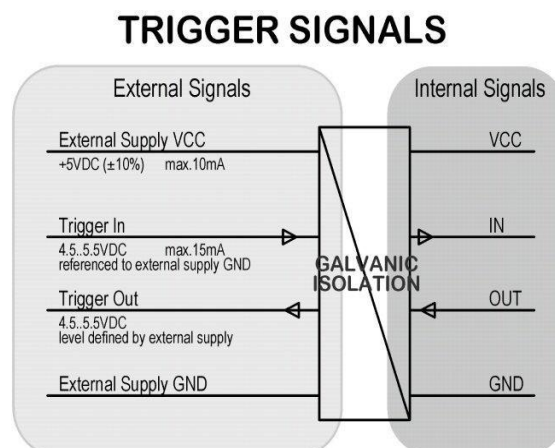 TRIGGER SIGNALS
External Signals
Internal Signals
External Supply VCC
VCC
+5VDC (±10%) max.10mA
Trigger In
IN
4.5..5.5VDC max.15mA
referenced to external supply GND
GALVANIC
ISOLATION
Trigger Out
OUT
4.5..5.5VDC
level defined by external supply
External Supply GND
GND